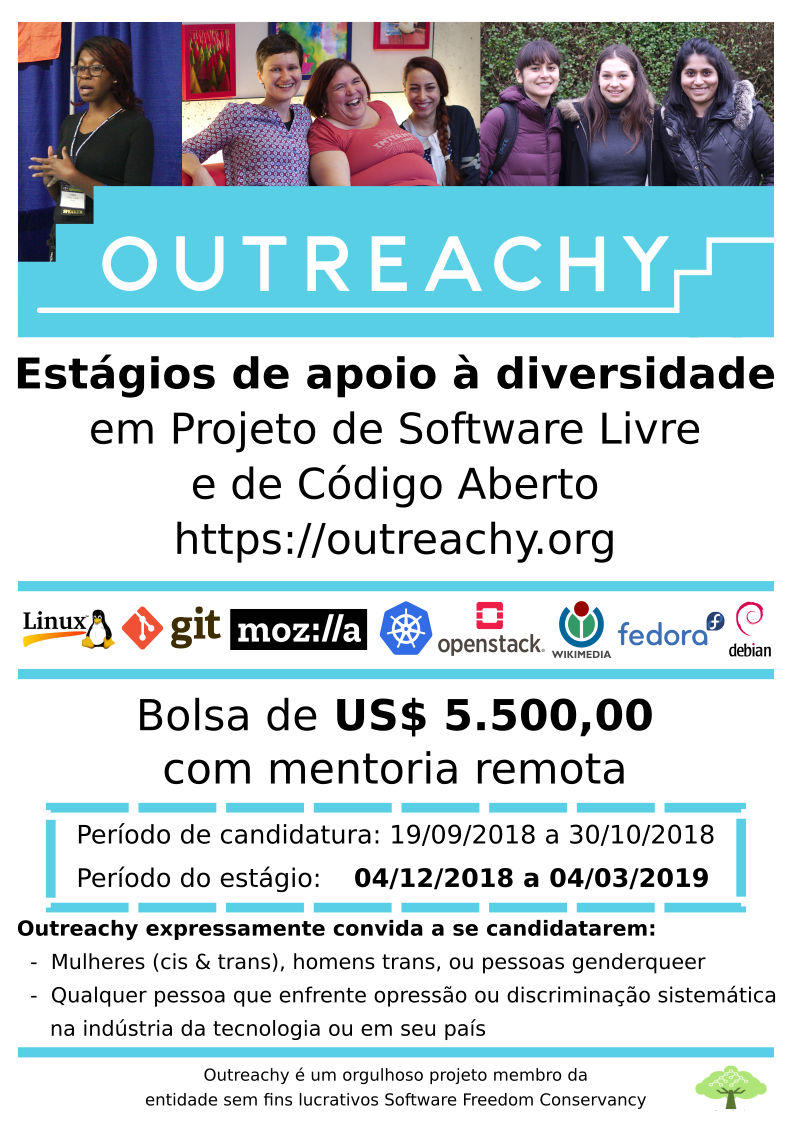 OUTREACHY
Estágios de apoio à diversidade
em Projeto de Software Livre
e de Código Aberto
https://outreachy.org
Linux git moz://a openstack. WIKIMEDIA fedora debian
Bolsa de US$ 5.500,00
com mentoria remota
Período de candidatura: 19/09/2018 a 30/10/2018
Período do estágio: 04/12/2018 a 04/03/2019
Outreachy expressamente convida a se candidatarem:
- Mulheres (cis & trans), homens trans, ou pessoas genderqueer
- Qualquer pessoa que enfrente opressão ou discriminação sistemática
na indústria da tecnologia ou em seu país
Outreachy é um orgulhoso projeto membro da
entidade sem fins lucrativos Software Freedom Conservancy